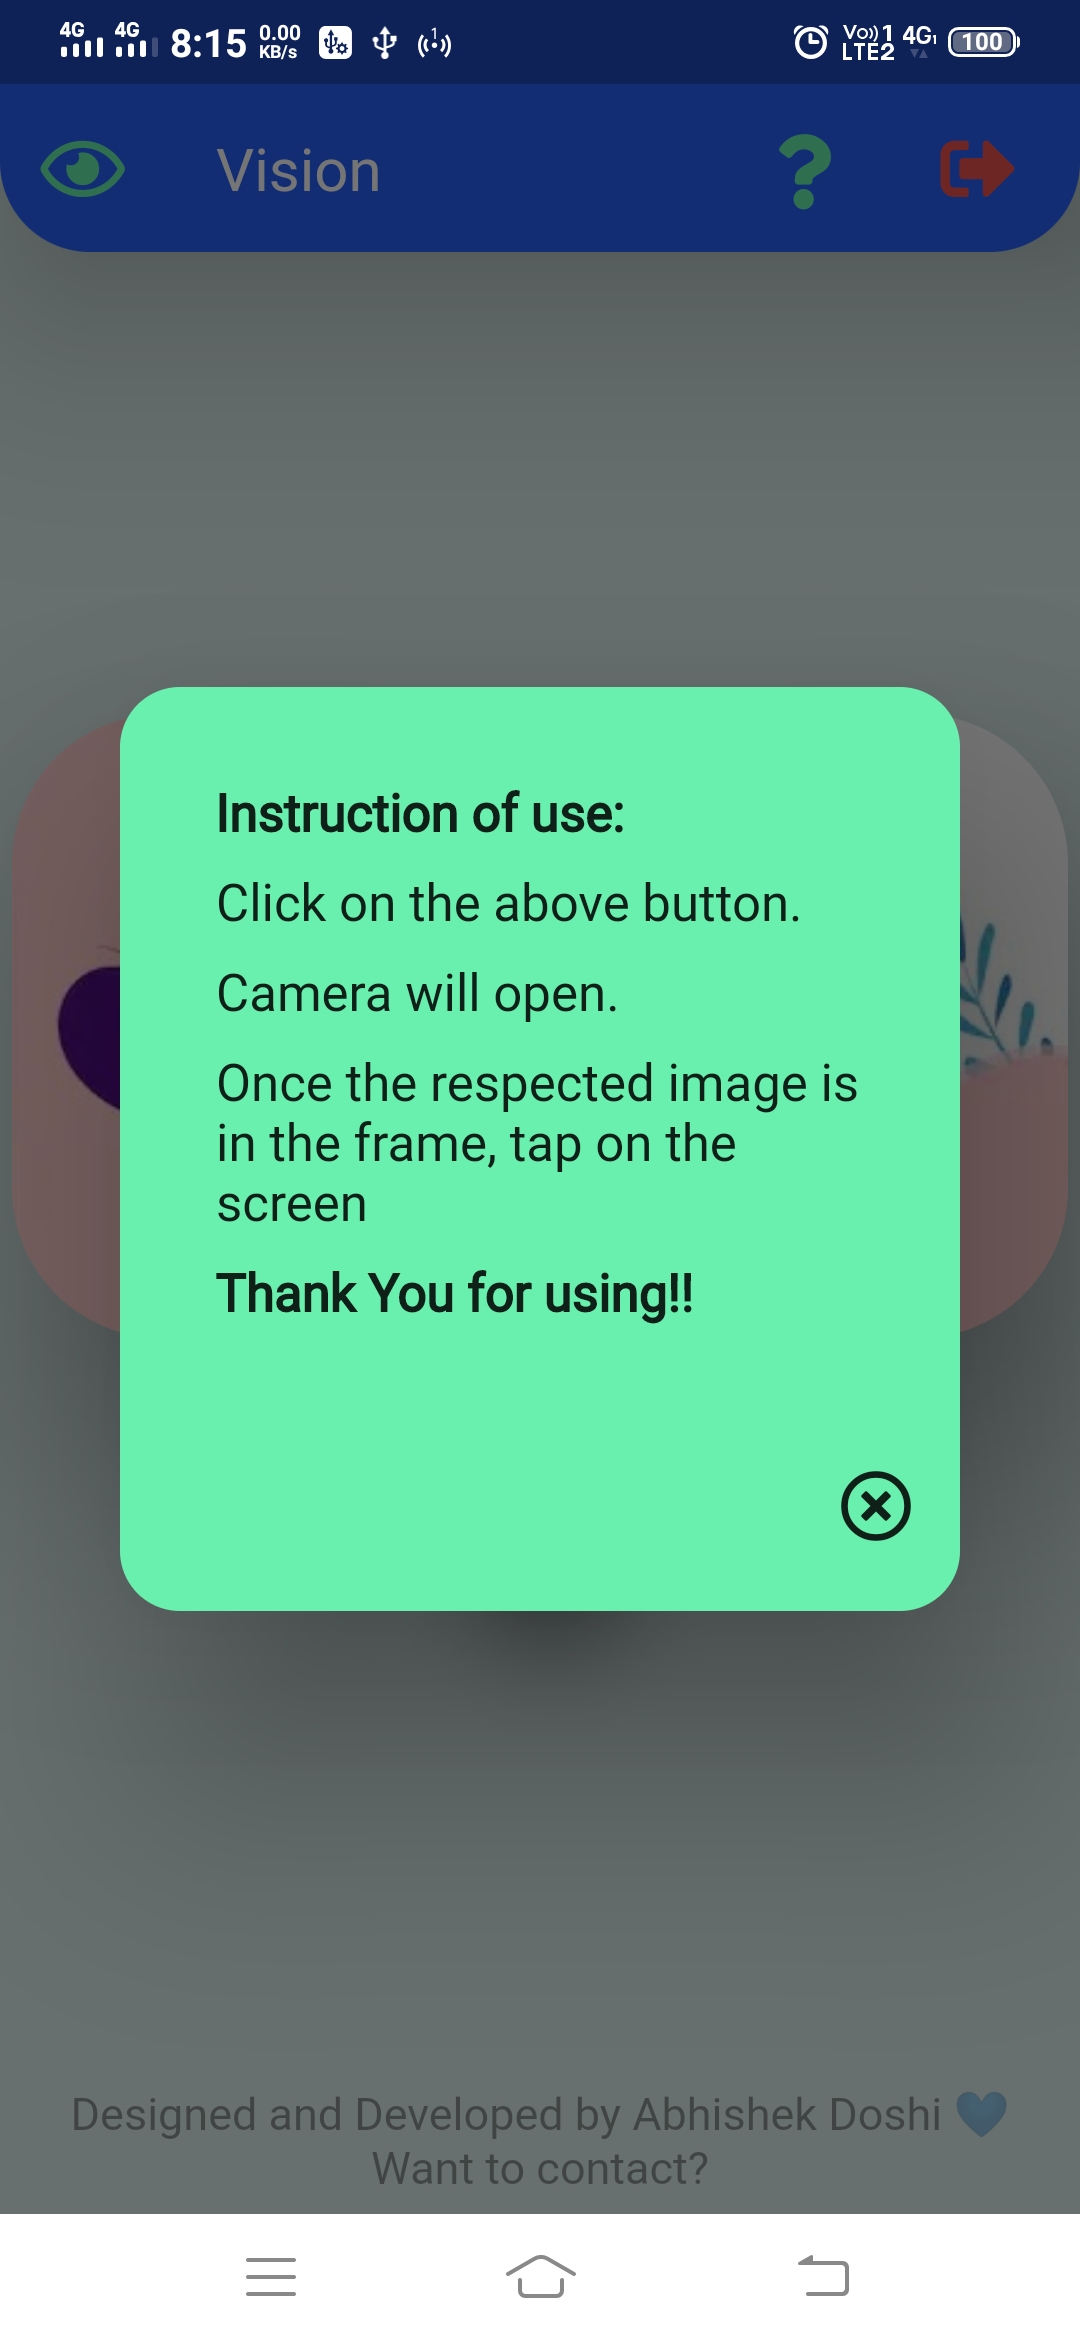 4G 4G 8:15 0.00 KB/s 1 Vo)) 1 LTE2 4G1 100
Vision
Instruction of use:
Click on the above button.
Camera will open.
Once the respected image is
in the frame, tap on the
screen
Thank You for using!!
Designed and Developed by Abhishek Doshi 💙
Want to contact?